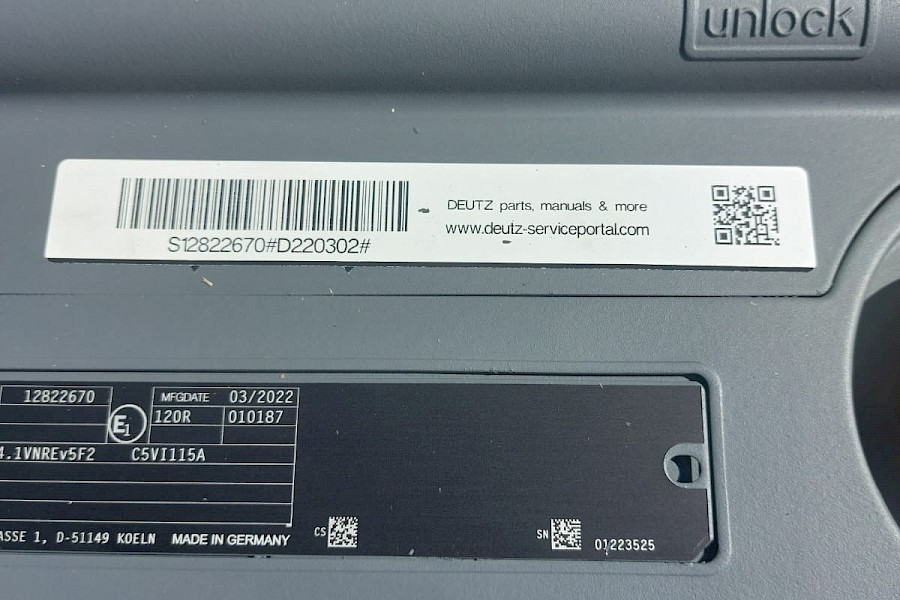 unlock
DEUTZ parts, manuals & more
www.deutz-serviceportal.com
S12822670#D220302#
12822670
MFGDATE 03/2022
E1
120R 010187
4.1VNREv5F2 C5VI115A
ASSE 1, D-51149 KOELN MADE IN GERMANY
CS
SN
01223525